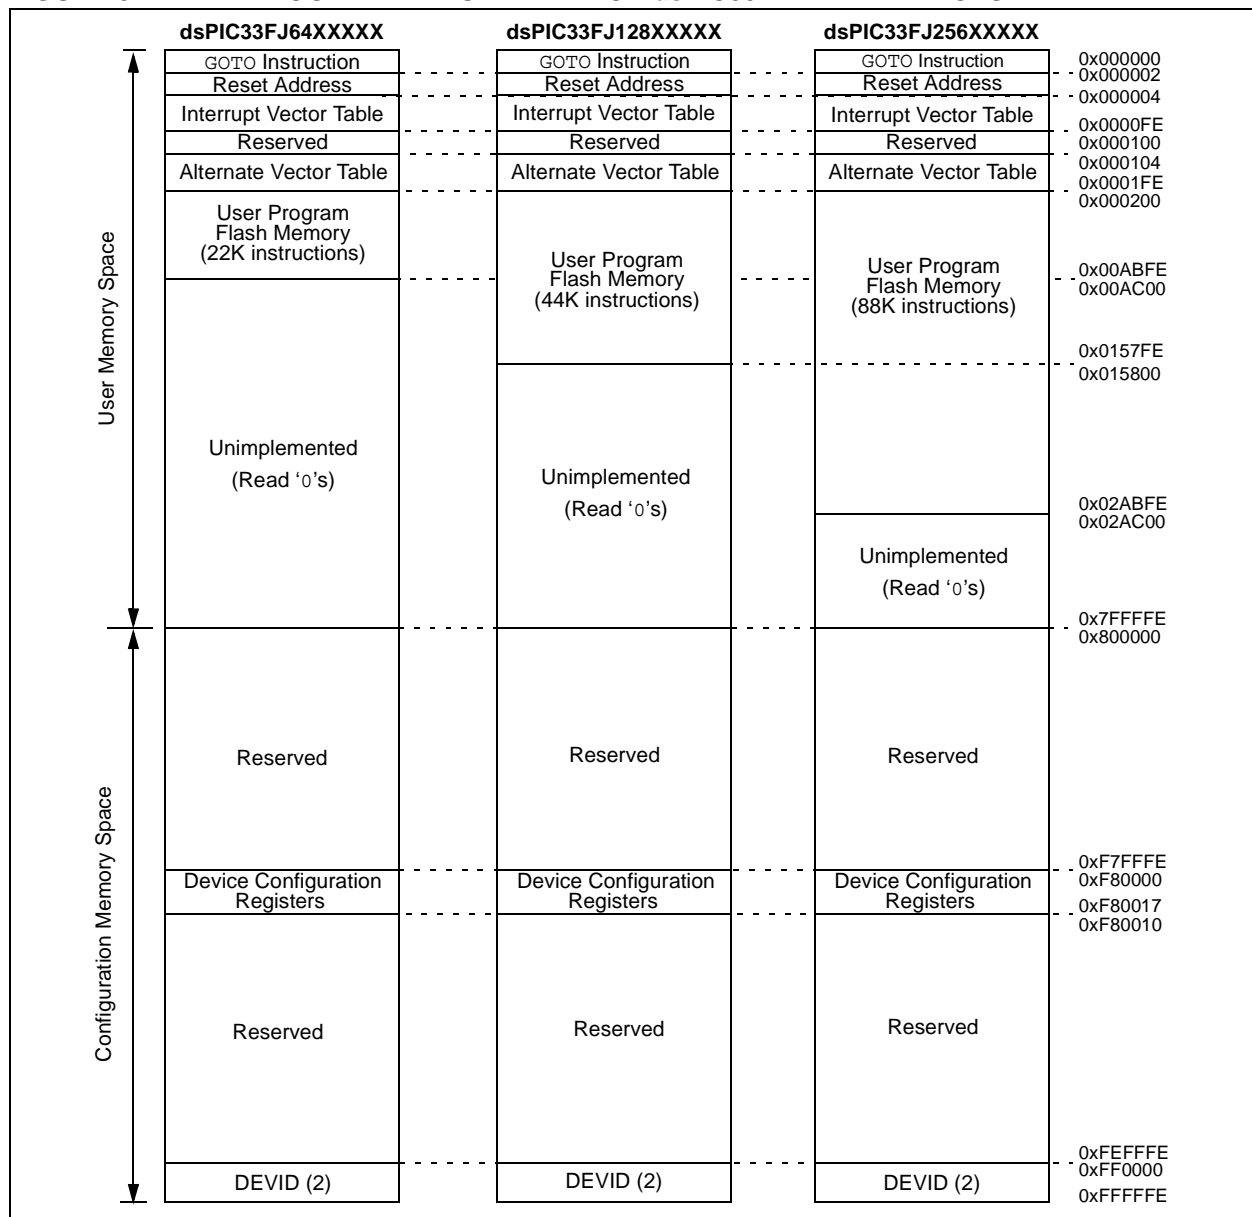 dsPIC33FJ64XXXXX
dsPIC33FJ128XXXXX
dsPIC33FJ256XXXXX
GOTO Instruction
GOTO Instruction
GOTO Instruction
0x000000
0x000002
Reset Address
Reset Address
Reset Address
0x000004
Interrupt Vector Table
Interrupt Vector Table
Interrupt Vector Table
0x0000FE
0x000100
Reserved
Reserved
Reserved
0x000104
Alternate Vector Table
Alternate Vector Table
Alternate Vector Table
0x0001FE
0x000200
User Program
Flash Memory
(22K instructions)
User Program
Flash Memory
(44K instructions)
User Program
Flash Memory
(88K instructions)
0x00ABFE
0x00AC00
0x0157FE
0x015800
User Memory Space
Unimplemented
(Read ‘0’s)
Unimplemented
(Read ‘0’s)
0x02ABFE
0x02AC00
Unimplemented
(Read ‘0’s)
0x7FFFFE
0x800000
Reserved
Reserved
Reserved
0xF7FFFE
0xF80000
Device Configuration
Registers
Device Configuration
Registers
Device Configuration
Registers
0xF80017
0xF80010
Configuration Memory Space
Reserved
Reserved
Reserved
0xFEFFFE
0xFF0000
DEVID (2)
DEVID (2)
DEVID (2)
0xFFFFFE